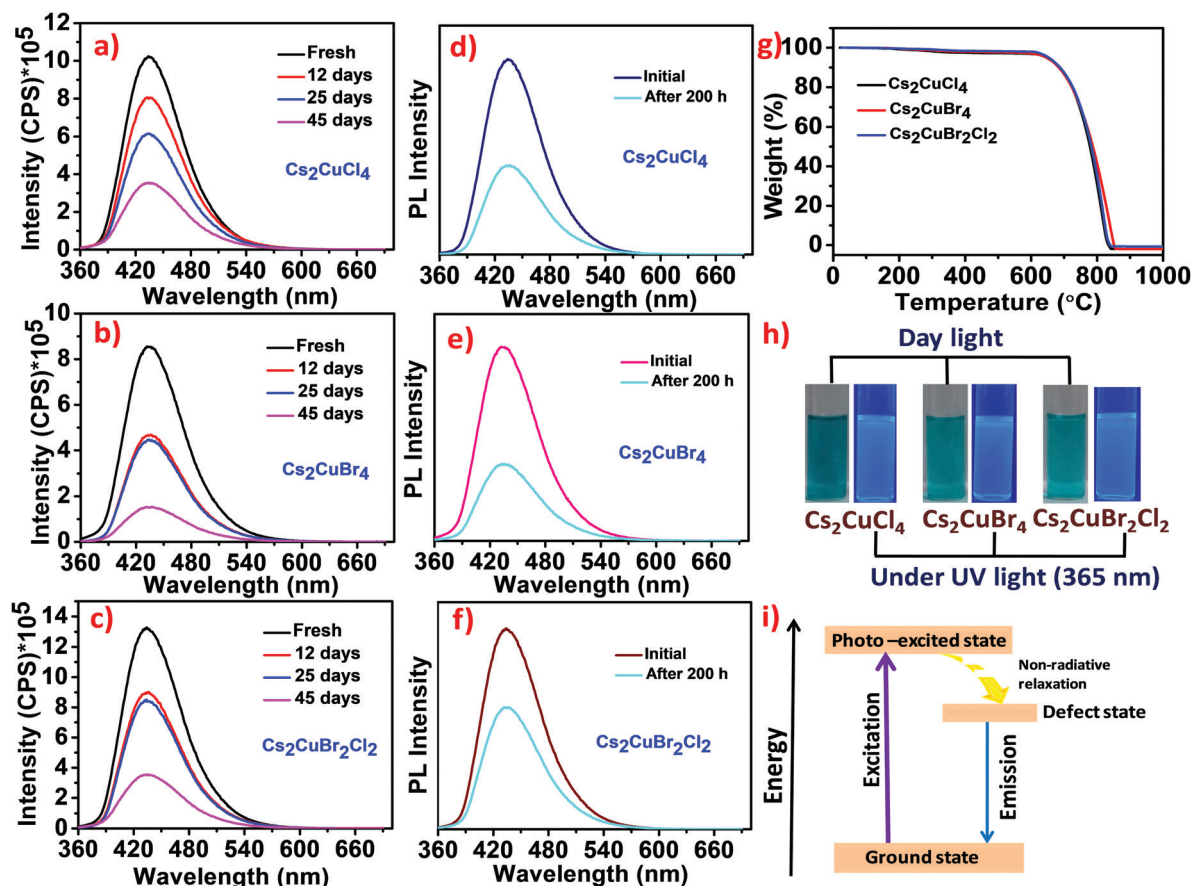 a)
Intensity (CPS)*10⁵
10
8
6
4
2
0
Fresh
12 days
25 days
45 days
Cs₂CuCl₄
360 420 480 540 600 660
Wavelength (nm)
d)
PL Intensity
Initial
After 200 h
Cs₂CuCl₄
360 420 480 540 600 660
Wavelength (nm)
g)
Weight (%)
100
80
60
40
20
0
Cs₂CuCl₄
Cs₂CuBr₄
Cs₂CuBr₂Cl₂
0 200 400 600 800 1000
Temperature (°C)
b)
Intensity (CPS)*10⁵
10
8
6
4
2
0
Fresh
12 days
25 days
45 days
Cs₂CuBr₄
360 420 480 540 600 660
Wavelength (nm)
e)
PL Intensity
Initial
After 200 h
Cs₂CuBr₄
360 420 480 540 600 660
Wavelength (nm)
h)
Day light
Cs₂CuCl₄ Cs₂CuBr₄ Cs₂CuBr₂Cl₂
Under UV light (365 nm)
c)
Intensity (CPS)*10⁵
14
12
10
8
6
4
2
0
Fresh
12 days
25 days
45 days
Cs₂CuBr₂Cl₂
360 420 480 540 600 660
Wavelength (nm)
f)
PL Intensity
Initial
After 200 h
Cs₂CuBr₂Cl₂
360 420 480 540 600 660
Wavelength (nm)
i)
Energy
Photo –excited state
Non-radiative
relaxation
Defect state
Excitation
Emission
Ground state